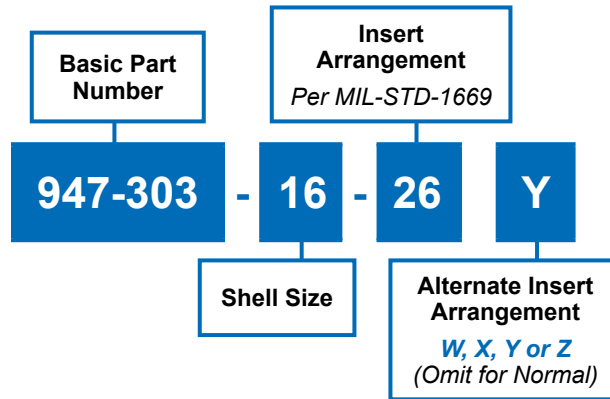 Basic Part
Number
Insert
Arrangement
Per MIL-STD-1669
947-303 - 16 - 26 Y
Shell Size
Alternate Insert
Arrangement
W, X, Y or Z
(Omit for Normal)